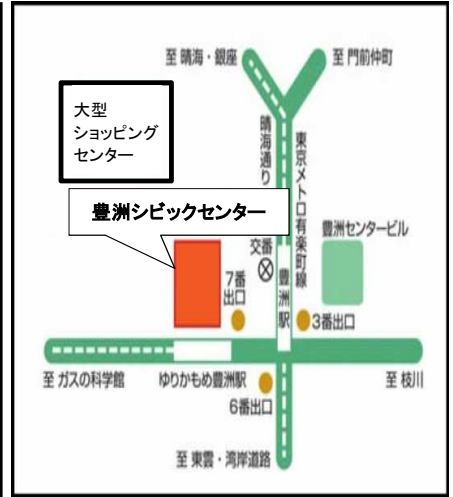 至 晴海・銀座
至 門前仲町
大型
ショッピング
センター
晴海通り
東京メトロ有楽町線
豊洲シビックセンター
豊洲センタービル
交番
7番
出口
豊洲駅
3番出口
至 ガスの科学館
ゆりかもめ豊洲駅
至 枝川
6番出口
至 東雲・湾岸道路